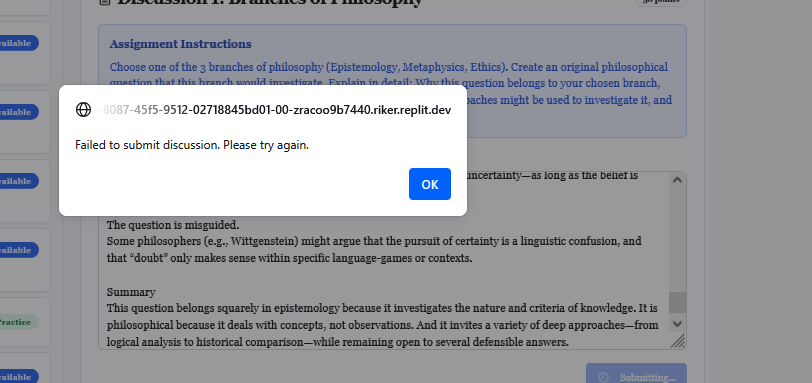 Discussion 1: Branches of Philosophy
50 points
Assignment Instructions
Choose one of the 3 branches of philosophy (Epistemology, Metaphysics, Ethics). Create an original philosophical
question that this branch would investigate. Explain in detail: Why this question belongs to your chosen branch,
aches might be used to investigate it, and
8087-45f5-9512-02718845bd01-00-zracoo9b7440.riker.replit.dev
Failed to submit discussion. Please try again.
OK
uncertainty—as long as the belief is
The question is misguided.
Some philosophers (e.g., Wittgenstein) might argue that the pursuit of certainty is a linguistic confusion, and
that “doubt” only makes sense within specific language-games or contexts.
Summary
This question belongs squarely in epistemology because it investigates the nature and criteria of knowledge. It is
philosophical because it deals with concepts, not observations. And it invites a variety of deep approaches—from
logical analysis to historical comparison—while remaining open to several defensible answers.
Submitting...
vailable
vailable
vailable
vailable
Practice
vailable